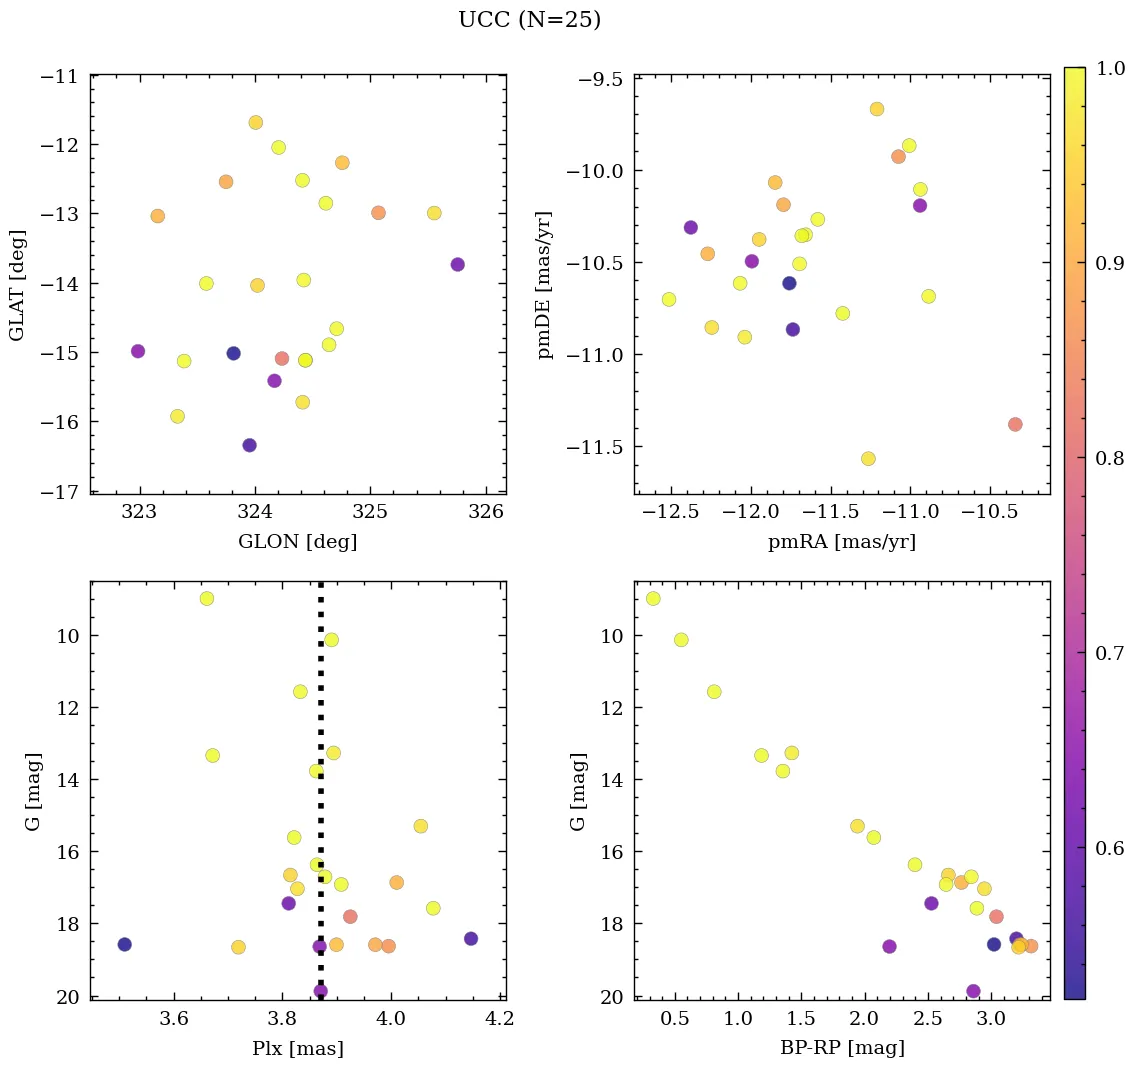 UCC (N=25)
−11
−12
−13
−14
−15
−16
−17
GLAT [deg]
323 324 325 326
GLON [deg]
−9.5
−10.0
−10.5
−11.0
−11.5
pmDE [mas/yr]
−12.5 −12.0 −11.5 −11.0 −10.5
pmRA [mas/yr]
10
12
14
16
18
20
G [mag]
3.6 3.8 4.0 4.2
Plx [mas]
10
12
14
16
18
20
G [mag]
0.5 1.0 1.5 2.0 2.5 3.0
BP-RP [mag]
1.0
0.9
0.8
0.7
0.6